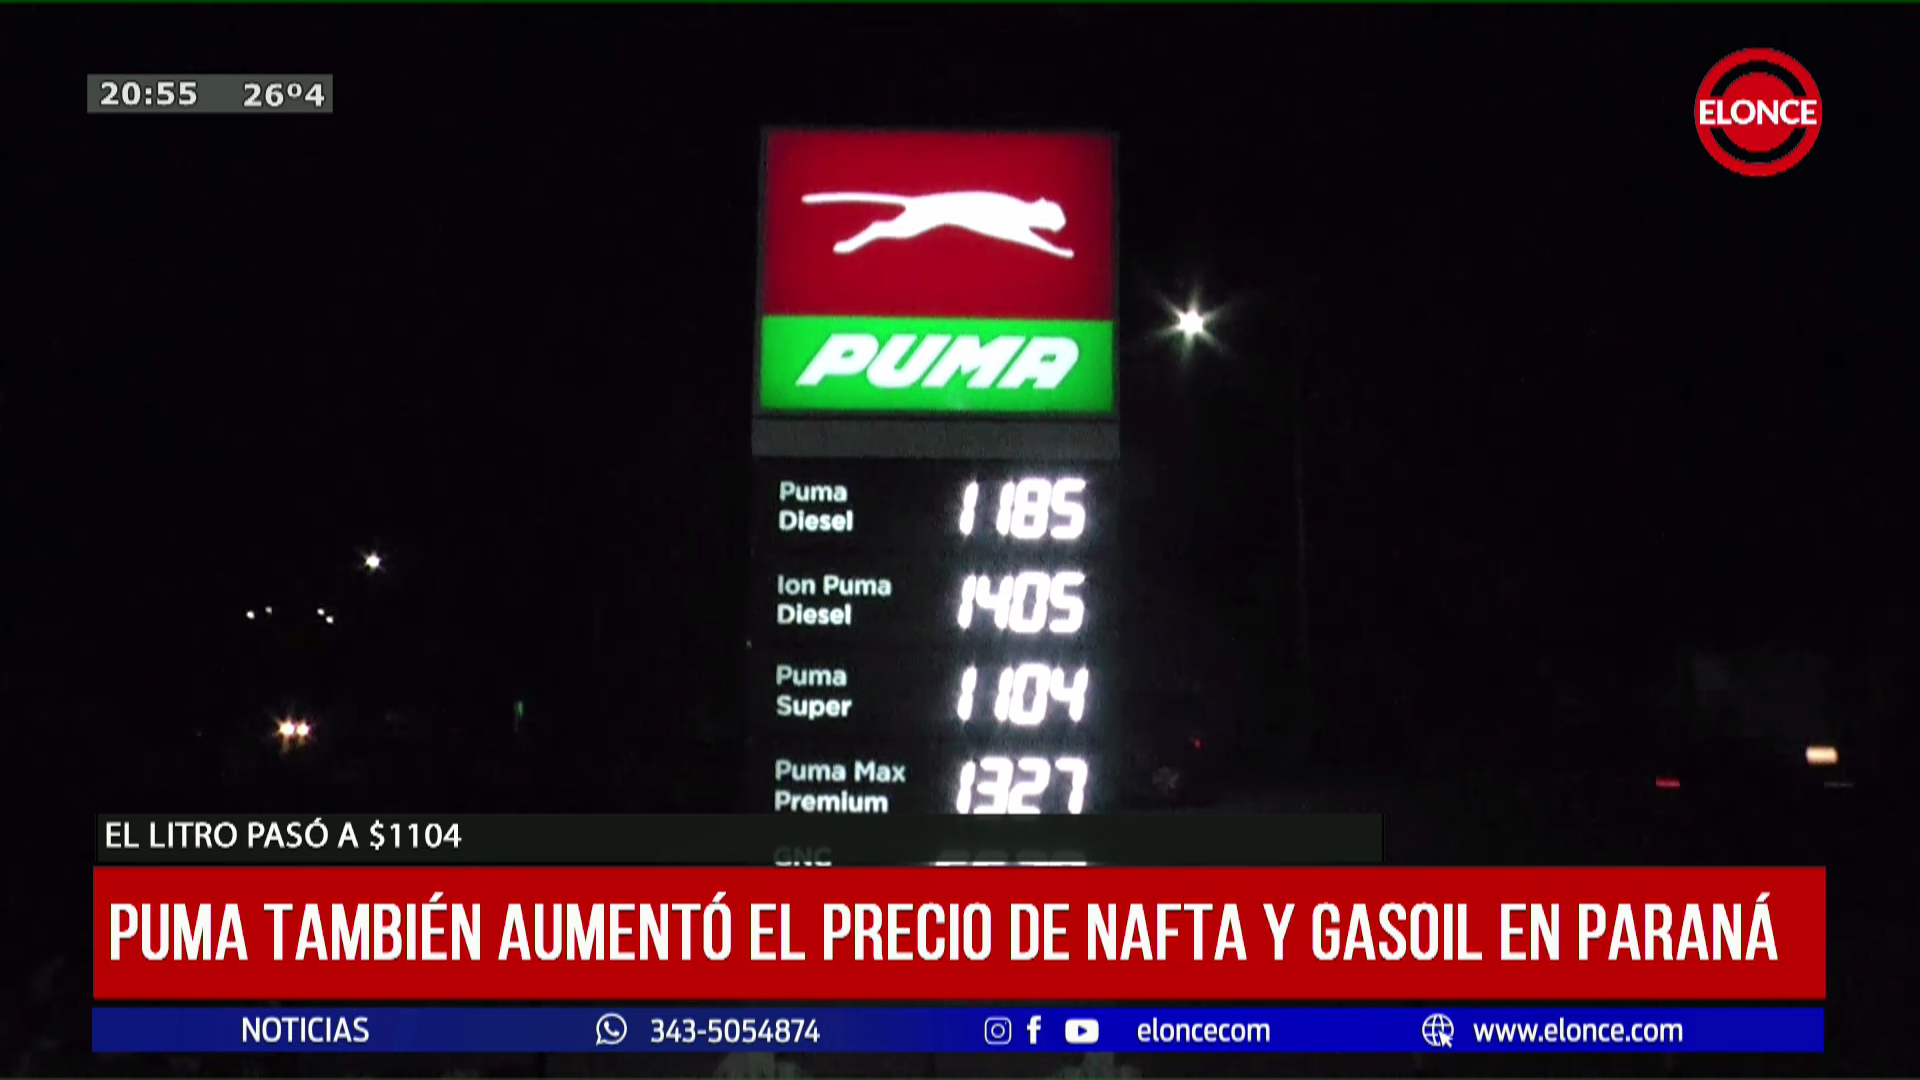 20:55 26º4
ELONCE
PUMA
Puma
Diesel
1185
Ion Puma
Diesel
1405
Puma
Super
1104
Puma Max
Premium
1327
GNC
EL LITRO PASÓ A $1104
PUMA TAMBIÉN AUMENTÓ EL PRECIO DE NAFTA Y GASOIL EN PARANÁ
NOTICIAS 343-5054874 eloncecom www.elonce.com